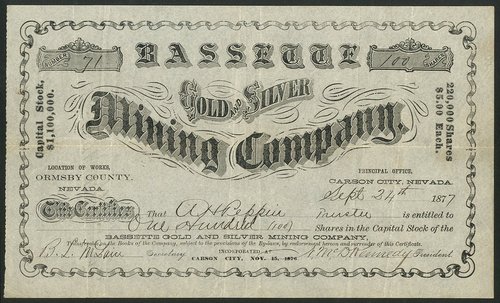 BASSETTE
NUMBER 71
100 SHARES
GOLD AND SILVER
Mining Company.
Capital Stock, $1,100,000.
220,000 Shares $5.00 Each.
LOCATION OF WORKS, ORMSBY COUNTY, NEVADA.
PRINCIPAL OFFICE, CARSON CITY, NEVADA.
Sept 24th 1877
This Certifies That A H Pepper Trustee is entitled to
One Hundred (100) Shares in the Capital Stock of the
BASSETTE GOLD AND SILVER MINING COMPANY,
on the Books of the Company, subject to the provisions of the By-laws, by endorsement hereon and surrender of this Certificate.
Secretary
INCORPORATED AT CARSON CITY, NOV. 15, 1876
President.